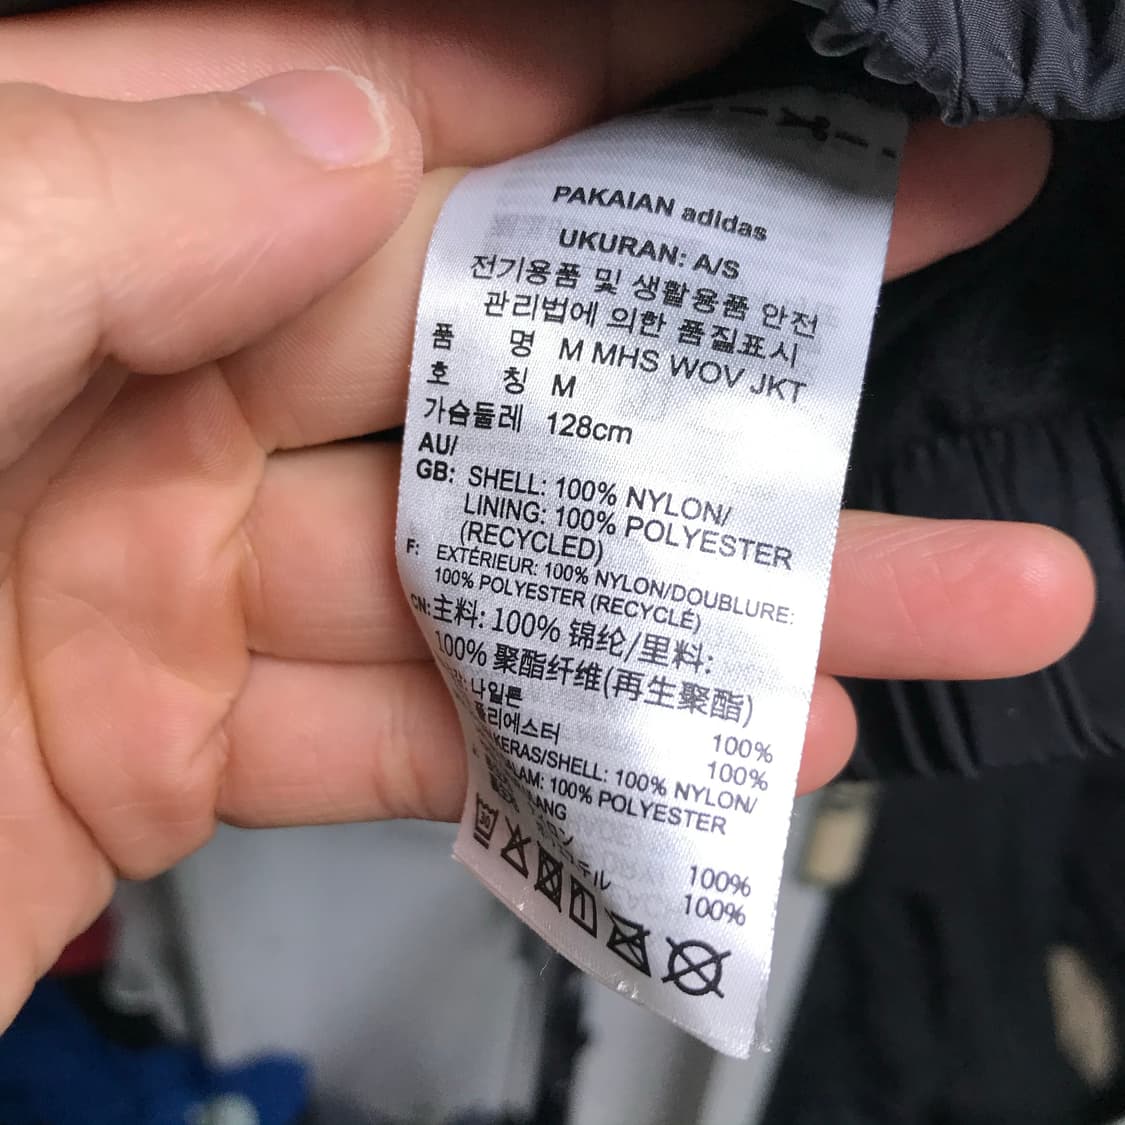 PAKAIAN adidas
UKURAN: A/S
전기용품 및 생활용품 안전
관리법에 의한 품질표시
품 명 M MHS WOV JKT
호 칭 M
가슴둘레 128cm
AU/
GB: SHELL: 100% NYLON/
LINING: 100% POLYESTER
(RECYCLED)
F: EXTÉRIEUR: 100% NYLON/DOUBLURE:
100% POLYESTER (RECYCLÉ)
CN: 主料: 100% 锦纶/里料:
100% 聚酯纤维(再生聚酯)
나일론 100%
폴리에스터 100%
KERAS/SHELL: 100% NYLON/
100% POLYESTER
100%
100%
30